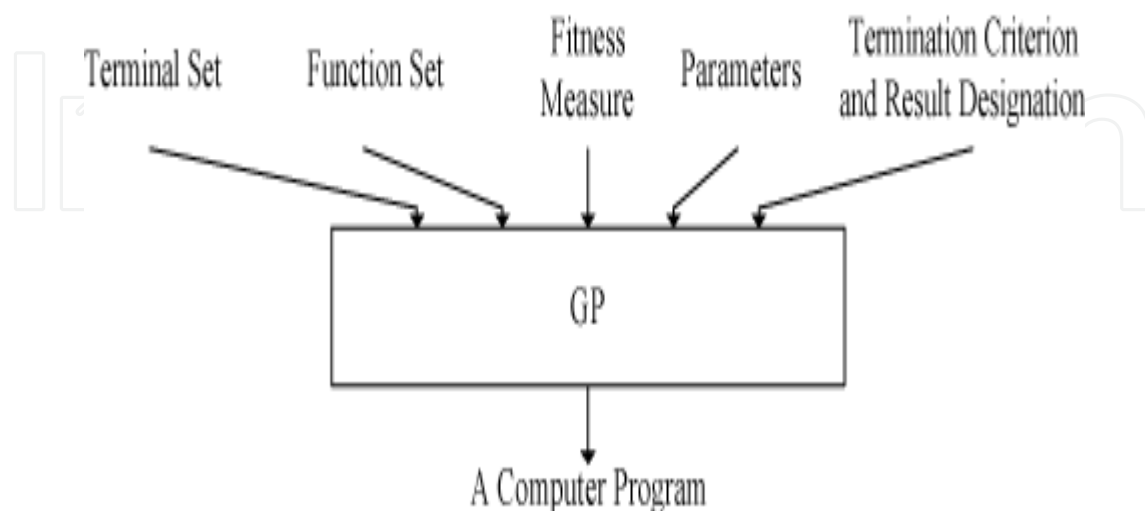 Terminal Set
Function Set
Fitness
Measure
Parameters
Termination Criterion
and Result Designation
GP
A Computer Program